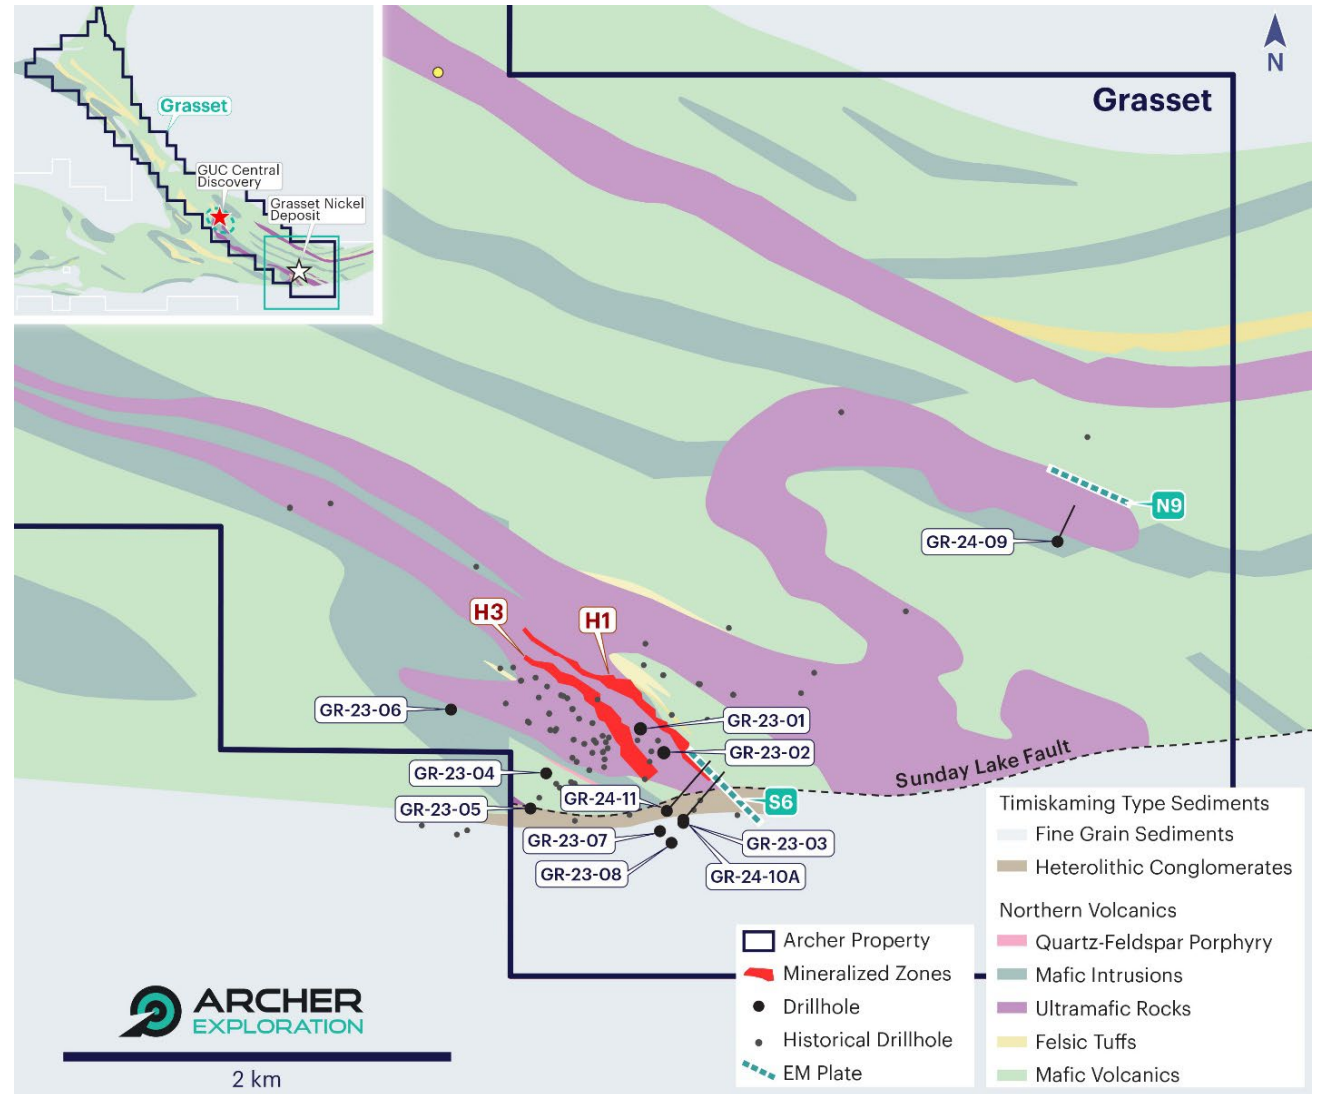 Grasset
GUC Central
Discovery
Grasset Nickel
Deposit
N
Grasset
N9
GR-24-09
H3
H1
GR-23-06
GR-23-01
GR-23-02
GR-23-04
GR-23-05
GR-24-11
S6
Sunday Lake Fault
GR-23-07
GR-23-03
GR-23-08
GR-24-10A
Timiskaming Type Sediments
Fine Grain Sediments
Heterolithic Conglomerates
Northern Volcanics
Quartz-Feldspar Porphyry
Mafic Intrusions
Ultramafic Rocks
Felsic Tuffs
Mafic Volcanics
Archer Property
Mineralized Zones
Drillhole
Historical Drillhole
EM Plate
ARCHER
EXPLORATION
2 km